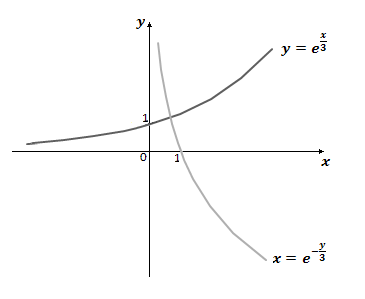 y
y = e^{x/3}
1
0
1
x
x = e^{-y/3}